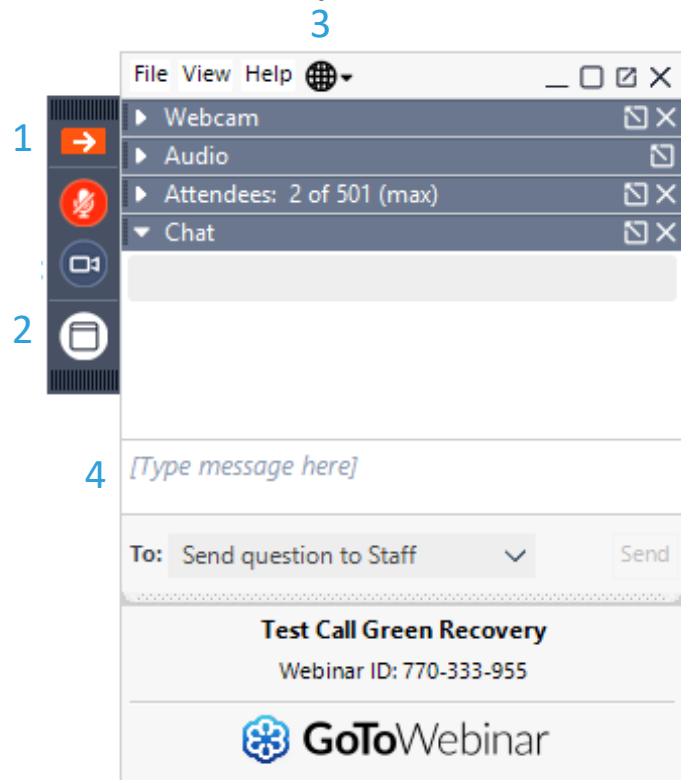 3
File View Help
Webcam
1
Audio
Attendees: 2 of 501 (max)
Chat
2
4
[Type message here]
To: Send question to Staff Send
Test Call Green Recovery
Webinar ID: 770-333-955
GoToWebinar